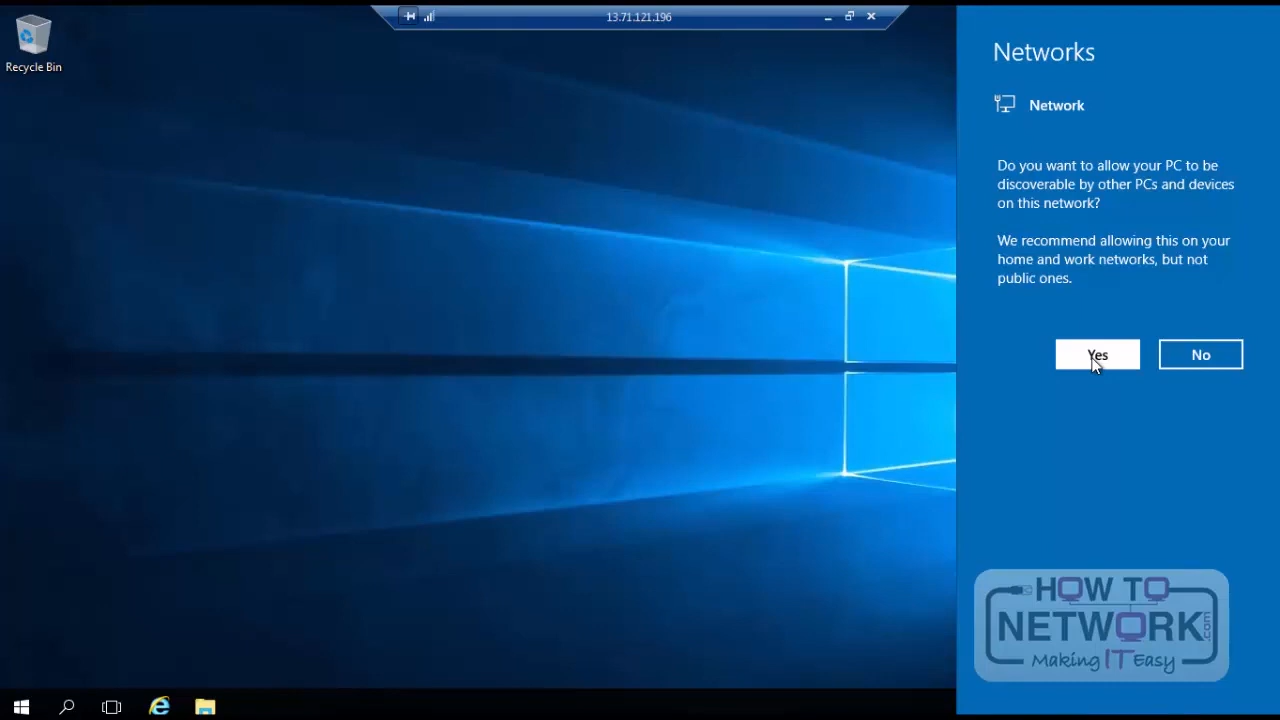 13.71.121.196
Recycle Bin
Networks
Network
Do you want to allow your PC to be
discoverable by other PCs and devices
on this network?
We recommend allowing this on your
home and work networks, but not
public ones.
Yes
No
HOW TO
NETWORK.com
Making IT Easy